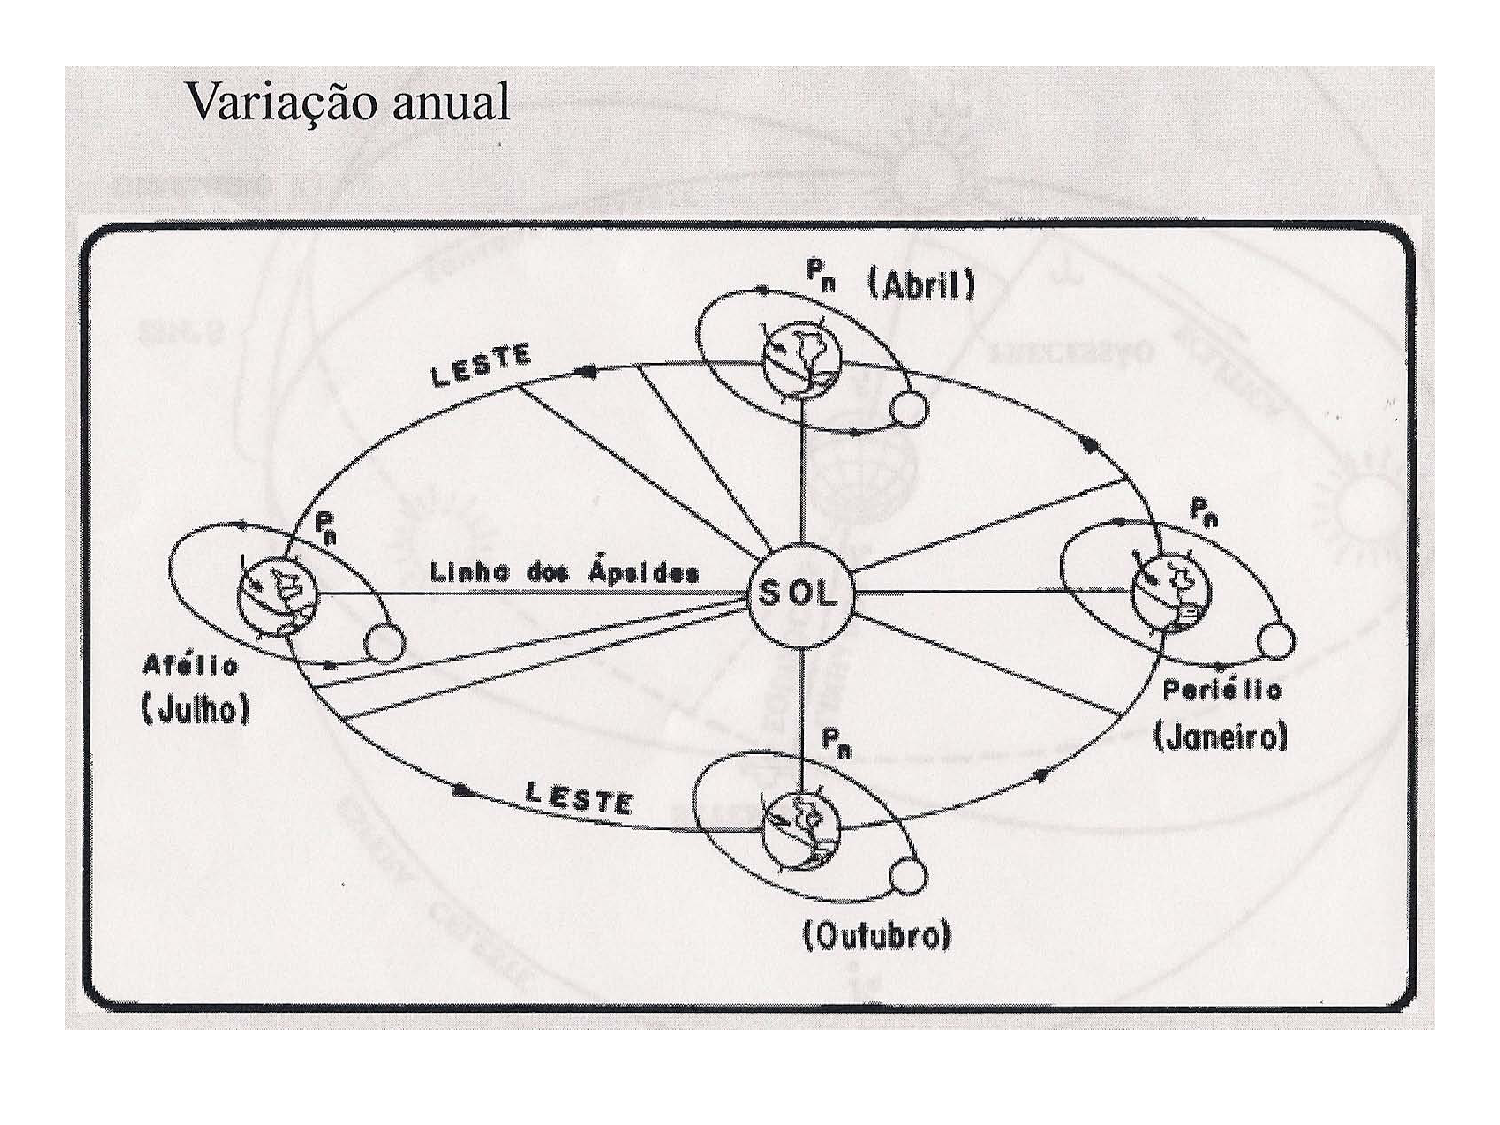 Variação anual
Pn (Abril)
LESTE
Pn
Pn
Linha dos Ápsides
SOL
Afélio
(Julho)
Periélio
(Janeiro)
Pn
LESTE
(Outubro)